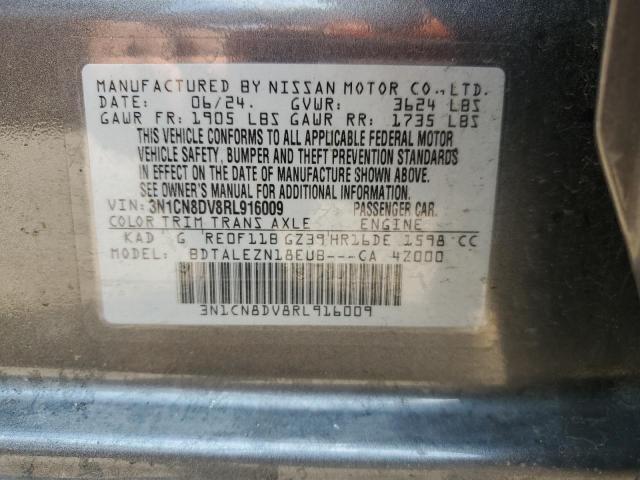 MANUFACTURED BY NISSAN MOTOR CO., LTD.
DATE: 06/24. GVWR: 3624 LBS
GAWR FR: 1905 LBS GAWR RR: 1735 LBS
THIS VEHICLE CONFORMS TO ALL APPLICABLE FEDERAL MOTOR
VEHICLE SAFETY, BUMPER AND THEFT PREVENTION STANDARDS
IN EFFECT ON THE DATE OF MANUFACTURE SHOWN ABOVE.
SEE OWNER'S MANUAL FOR ADDITIONAL INFORMATION.
VIN: 3N1CN8DV8RL916009 PASSENGER CAR.
COLOR TRIM TRANS AXLE ENGINE
KAD G RE0F11B GZ39 HR16DE 1598 CC
MODEL: BDTALEZN18EUB---CA 4Z000
3N1CN8DV8RL916009